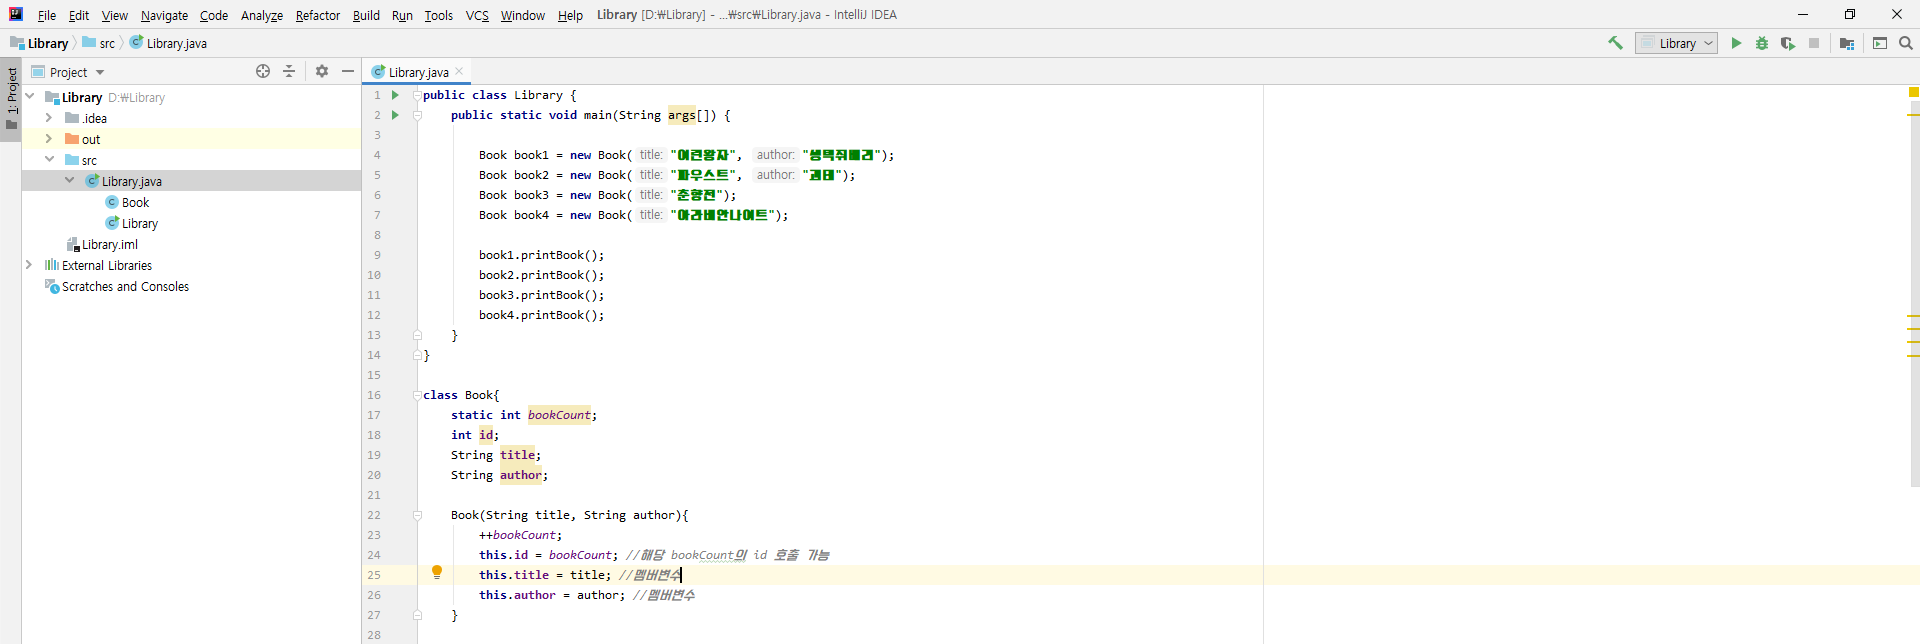 File Edit View Navigate Code Analyze Refactor Build Run Tools VCS Window Help Library [D:₩Library] - ...₩src₩Library.java - IntelliJ IDEA
Library src Library.java Library
1: Project
Project
Library.java
Library D:₩Library
.idea
out
src
Library.java
Book
Library
Library.iml
External Libraries
Scratches and Consoles
1 public class Library {
2 public static void main(String args[]) {
3
4 Book book1 = new Book( title: "어린왕자", author: "생텍쥐베리");
5 Book book2 = new Book( title: "파우스트", author: "괴테");
6 Book book3 = new Book( title: "춘향전");
7 Book book4 = new Book( title: "아라비안나이트");
8
9 book1.printBook();
10 book2.printBook();
11 book3.printBook();
12 book4.printBook();
13 }
14 }
15
16 class Book{
17 static int bookCount;
18 int id;
19 String title;
20 String author;
21
22 Book(String title, String author){
23 ++bookCount;
24 this.id = bookCount; //해당 bookCount의 id 호출 가능
25 this.title = title; //멤버변수
26 this.author = author; //멤버변수
27 }
28